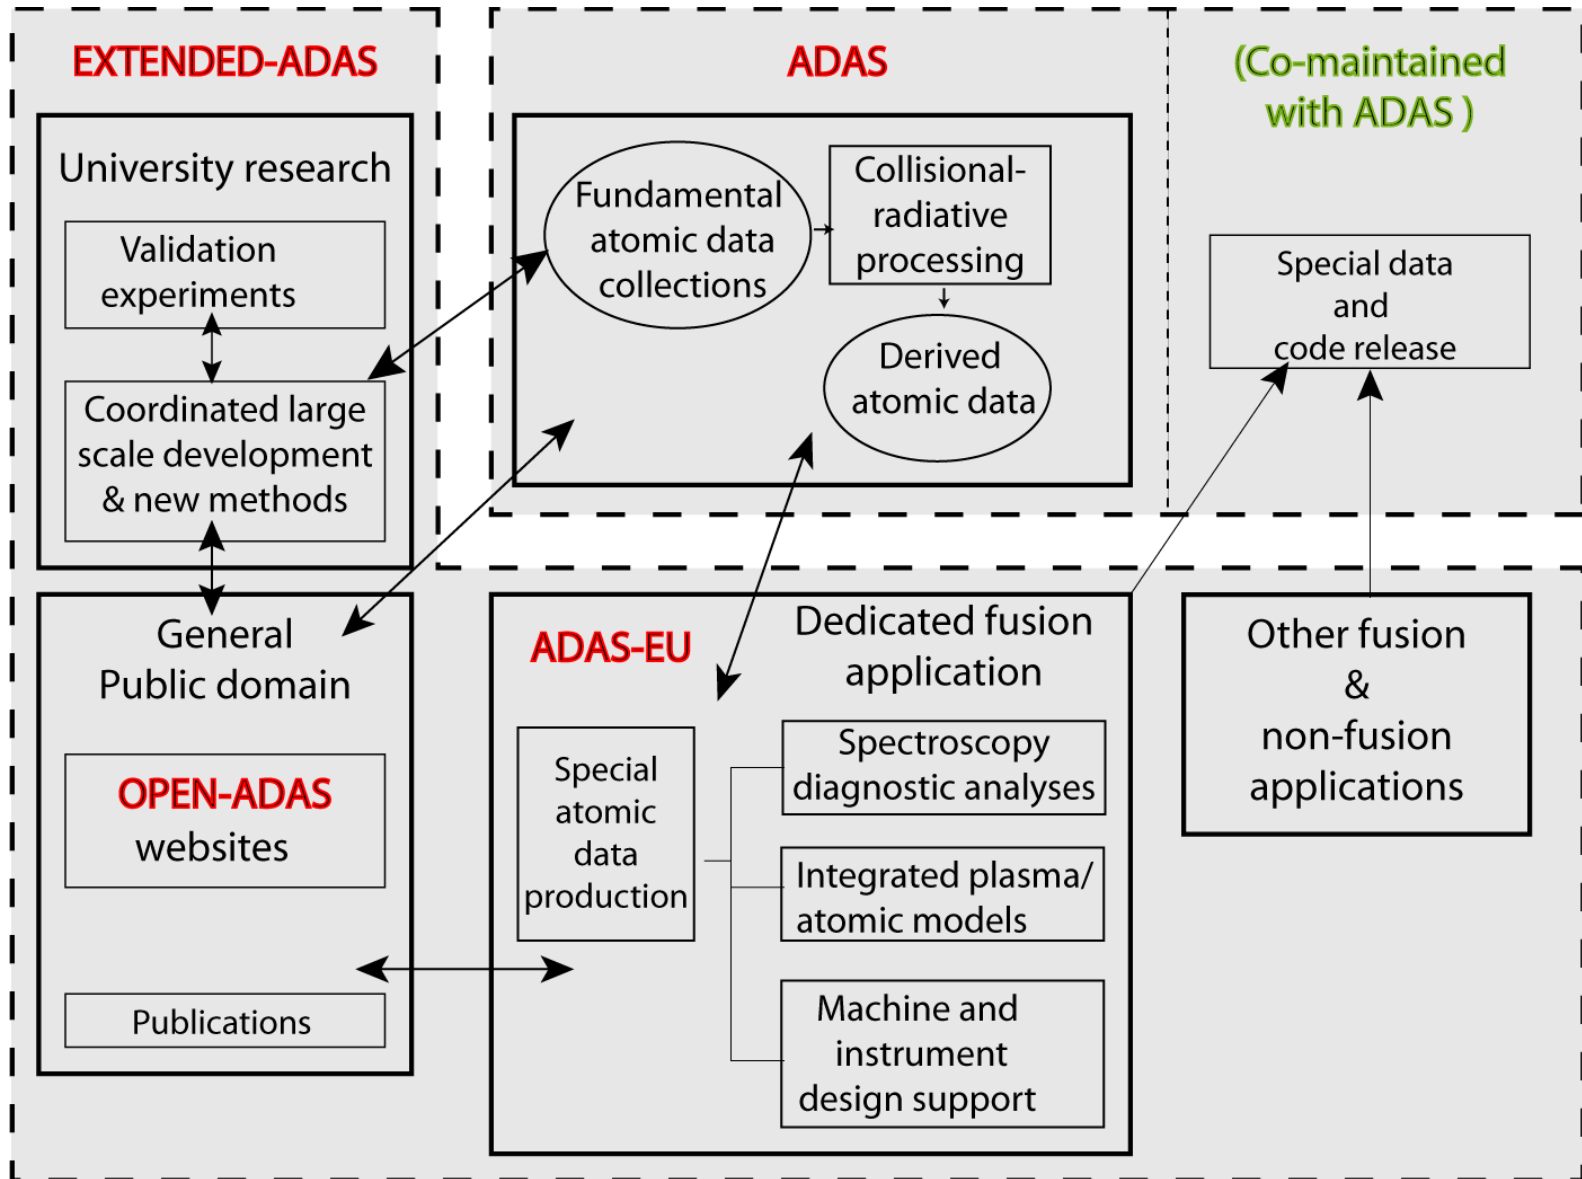 EXTENDED-ADAS
University research
Validation
experiments
Coordinated large
scale development
& new methods
General
Public domain
OPEN-ADAS
websites
Publications
ADAS
Fundamental
atomic data
collections
Collisional-
radiative
processing
Derived
atomic data
(Co-maintained
with ADAS )
Special data
and
code release
ADAS-EU
Dedicated fusion
application
Special
atomic
data
production
Spectroscopy
diagnostic analyses
Integrated plasma/
atomic models
Machine and
instrument
design support
Other fusion
&
non-fusion
applications